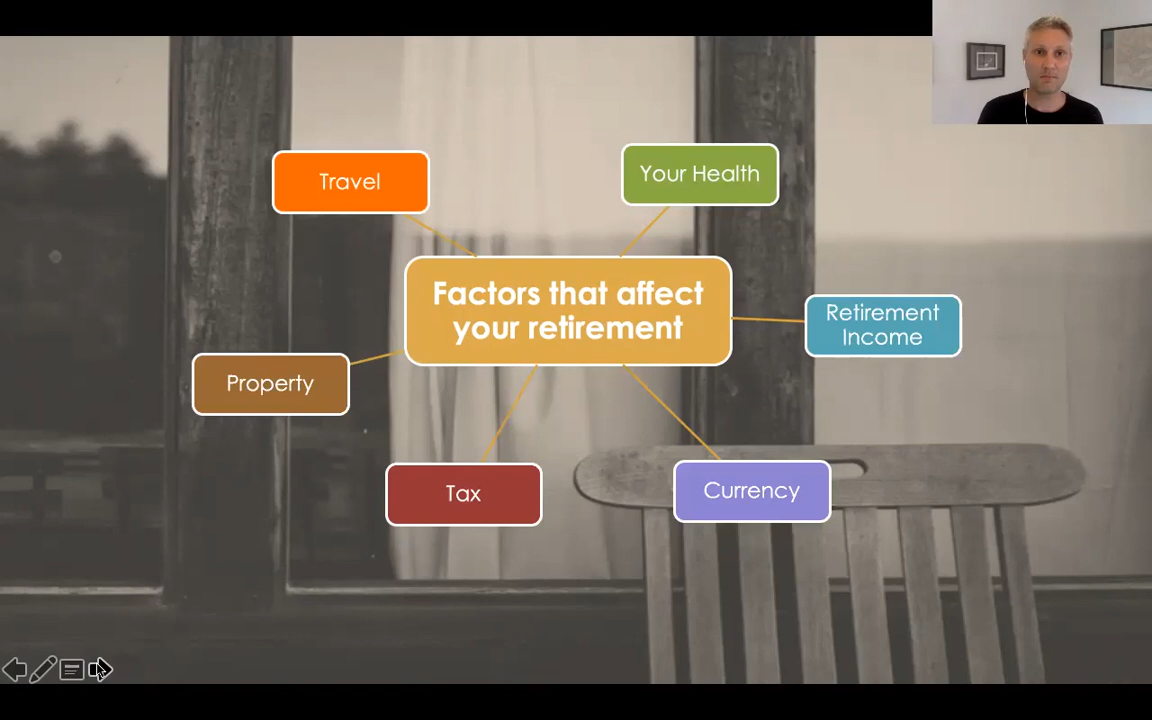 Travel
Your Health
Factors that affect
your retirement
Retirement
Income
Property
Tax
Currency